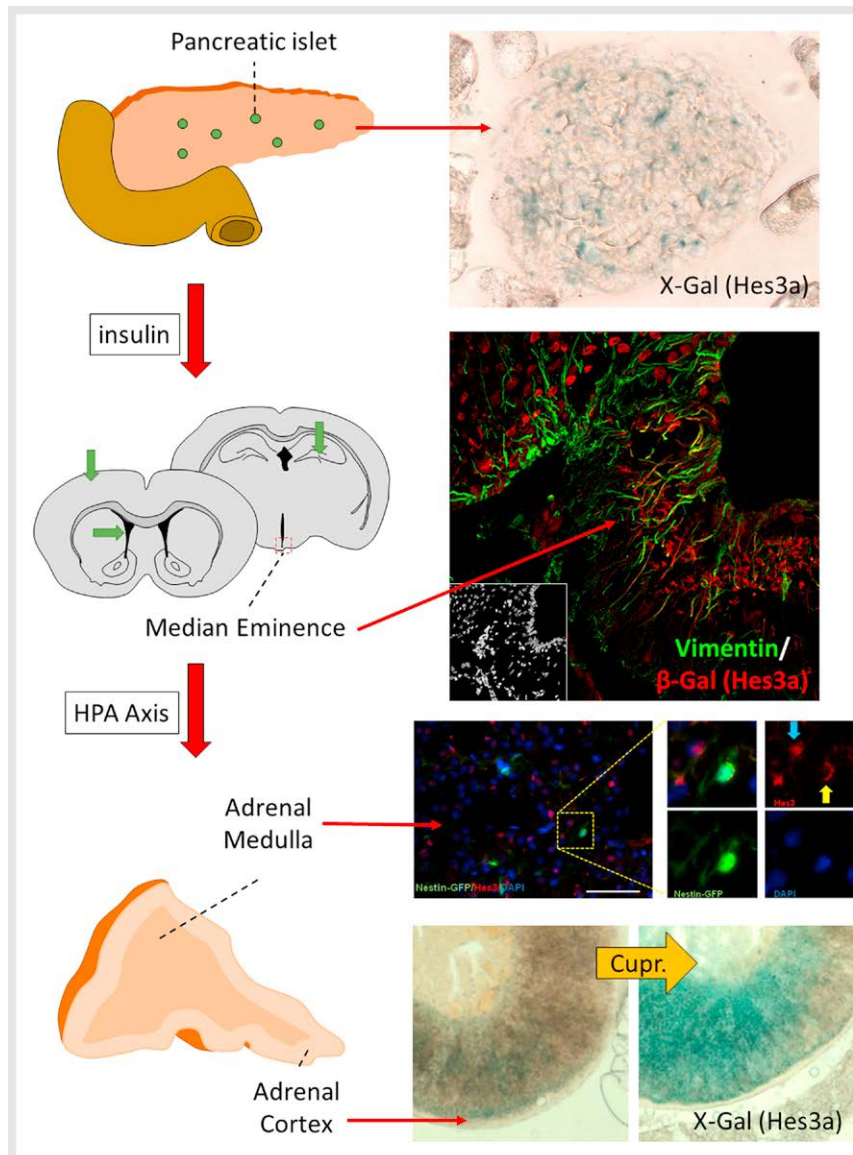 Pancreatic islet
X-Gal (Hes3a)
insulin
Median Eminence
Vimentin/
β-Gal (Hes3a)
HPA Axis
Adrenal
Medulla
Nestin-GFP/Hes3/DAPI
Hes3
Nestin-GFP
DAPI
Cupr.
Adrenal
Cortex
X-Gal (Hes3a)